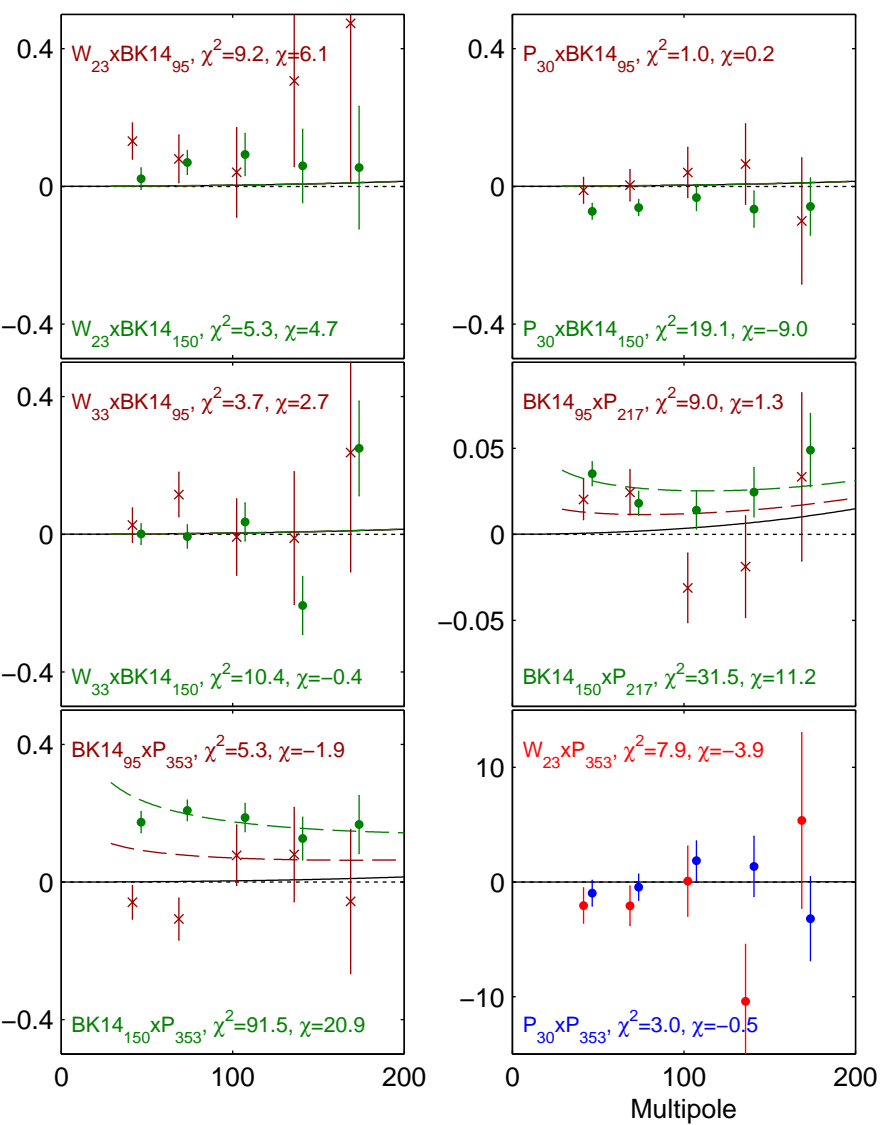 0.4
0
−0.4
W23xBK1495, χ2=9.2, χ=6.1
W23xBK14150, χ2=5.3, χ=4.7
P30xBK1495, χ2=1.0, χ=0.2
0.4
0
−0.4
P30xBK14150, χ2=19.1, χ=−9.0
0.4
0
−0.4
W33xBK1495, χ2=3.7, χ=2.7
W33xBK14150, χ2=10.4, χ=−0.4
BK1495xP217, χ2=9.0, χ=1.3
0.05
0
−0.05
BK14150xP217, χ2=31.5, χ=11.2
0.4
0
−0.4
BK1495xP353, χ2=5.3, χ=−1.9
BK14150xP353, χ2=91.5, χ=20.9
0 100 200
W23xP353, χ2=7.9, χ=−3.9
10
0
−10
P30xP353, χ2=3.0, χ=−0.5
0 100 200
Multipole